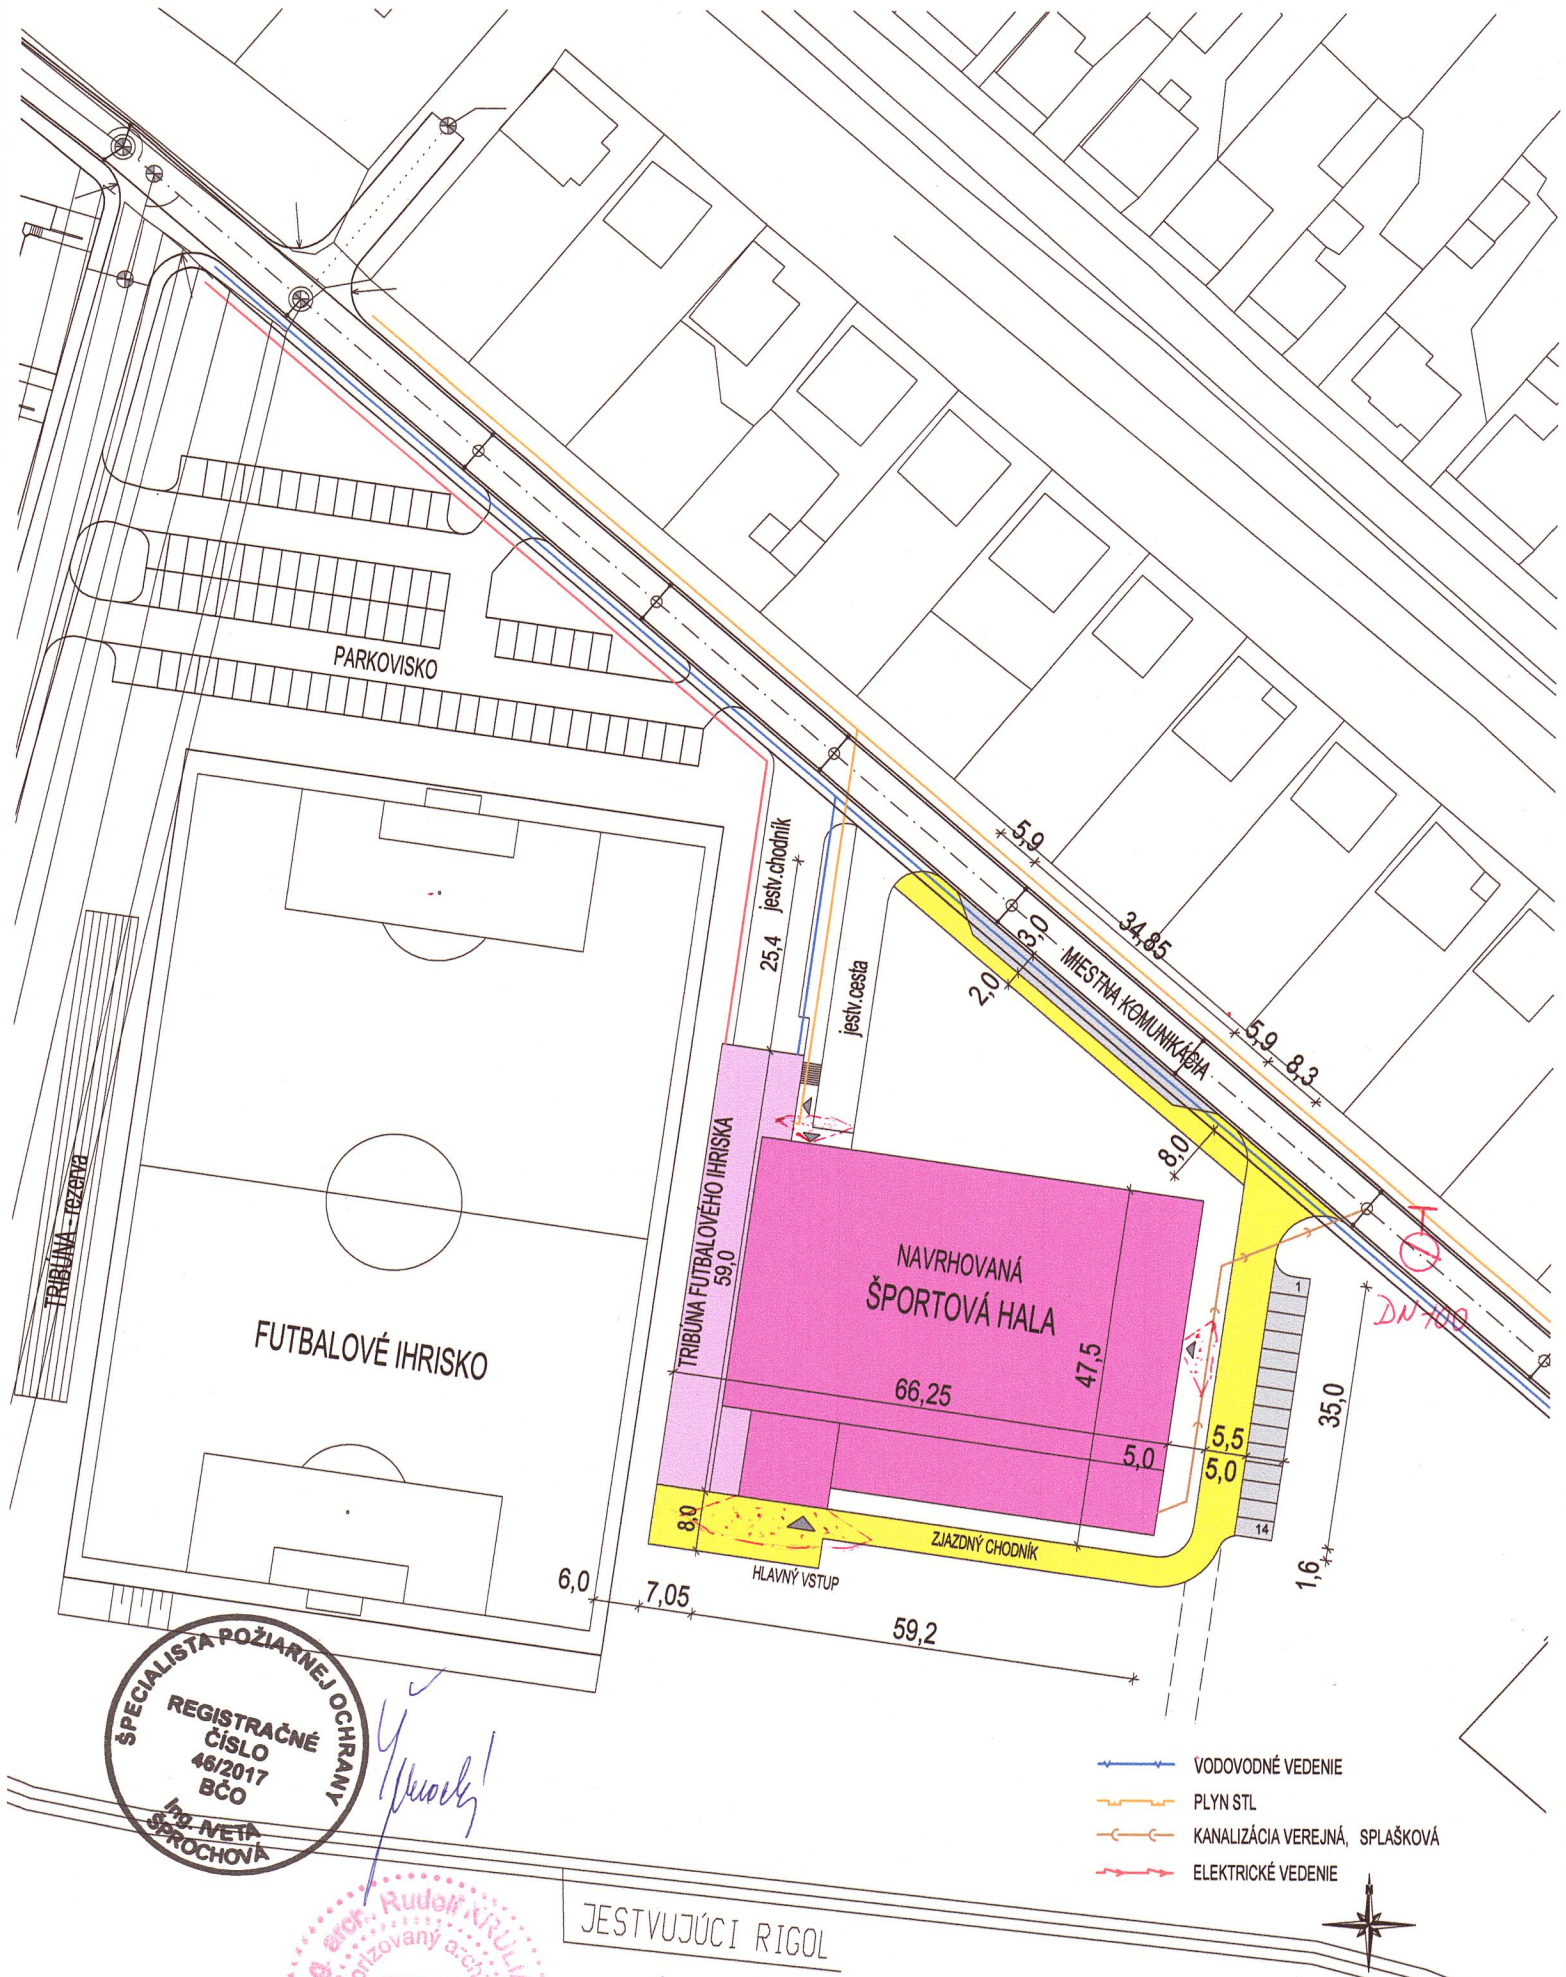 PARKOVISKO
jestv.chodník
25,4
jestv.cesta
5,9
34,85
3,0
2,0
MIESTNA KOMUNIKÁCIA
5,9
8,3
8,0
TRIBÚNA - rezerva
TRIBÚNA FUTBALOVÉHO IHRISKA
59,0
NAVRHOVANÁ
ŠPORTOVÁ HALA
FUTBALOVÉ IHRISKO
47,5
66,25
5,0
5,5
5,0
1
14
35,0
1,6
DN 100
8,0
ZJAZDNÝ CHODNÍK
HLAVNÝ VSTUP
6,0
7,05
59,2
ŠPECIALISTA POŽIARNEJ OCHRANY
REGISTRAČNÉ
ČÍSLO
46/2017
BČO
Ing. IVETA
ŠPROCHOVÁ
VODOVODNÉ VEDENIE
PLYN STL
KANALIZÁCIA VEREJNÁ, SPLAŠKOVÁ
ELEKTRICKÉ VEDENIE
N
JESTVUJÚCI RIGOL
arch. Rudolf